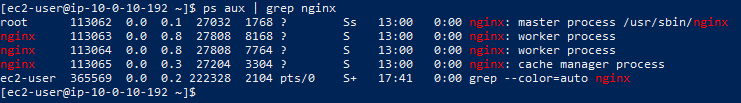 [ec2-user@ip-10-0-10-192 ~]$ ps aux | grep nginx
root      113062  0.0  0.1  27032  1768 ?        Ss   13:00   0:00 nginx: master process /usr/sbin/nginx
nginx     113063  0.0  0.8  27808  8168 ?        S    13:00   0:00 nginx: worker process
nginx     113064  0.0  0.8  27808  7764 ?        S    13:00   0:00 nginx: worker process
nginx     113065  0.0  0.3  27204  3304 ?        S    13:00   0:00 nginx: cache manager process
ec2-user  365569  0.0  0.2 222328  2104 pts/0    S+   17:41   0:00 grep --color=auto nginx
[ec2-user@ip-10-0-10-192 ~]$